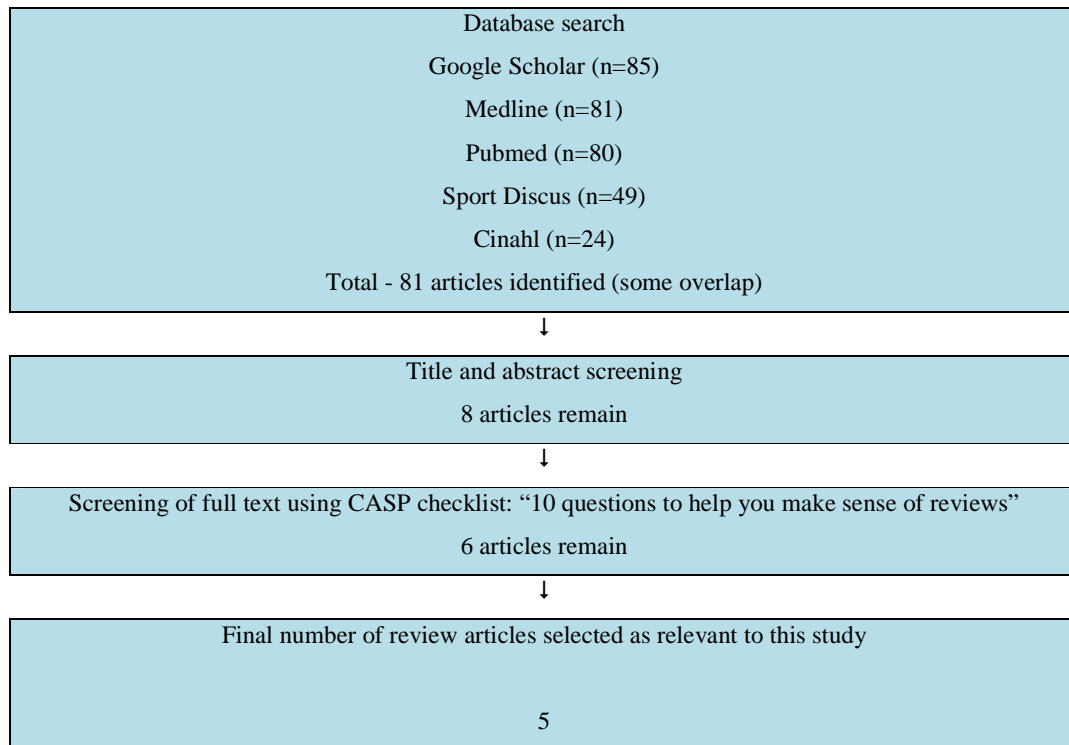 Database search
Google Scholar (n=85)
Medline (n=81)
Pubmed (n=80)
Sport Discus (n=49)
Cinahl (n=24)
Total - 81 articles identified (some overlap)
↓
Title and abstract screening
8 articles remain
↓
Screening of full text using CASP checklist: “10 questions to help you make sense of reviews”
6 articles remain
↓
Final number of review articles selected as relevant to this study
5